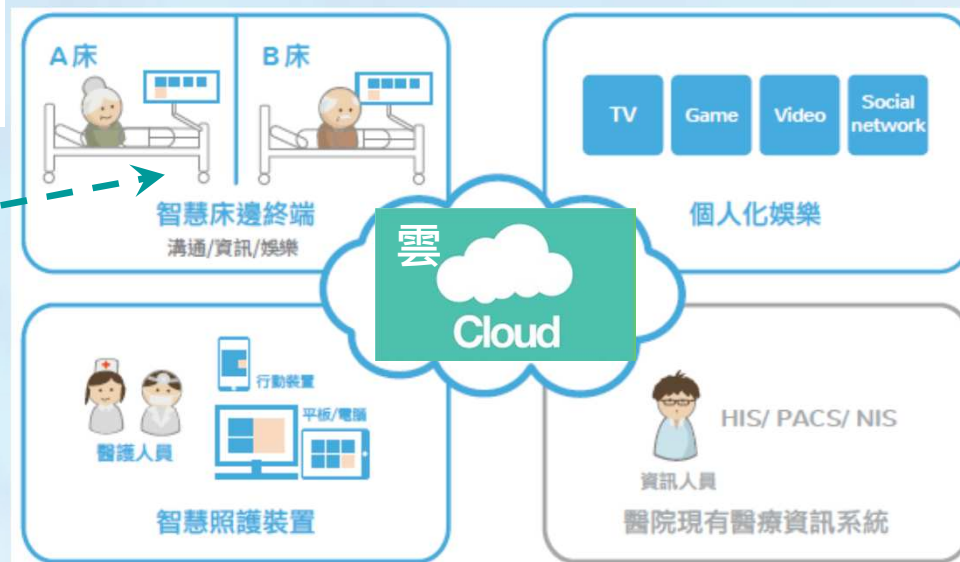 A床
B床
智慧床邊終端
溝通/資訊/娛樂
TV
Game
Video
Social
network
個人化娛樂
雲
Cloud
醫護人員
行動裝置
平板/電腦
智慧照護裝置
HIS/ PACS/ NIS
資訊人員
醫院現有醫療資訊系統